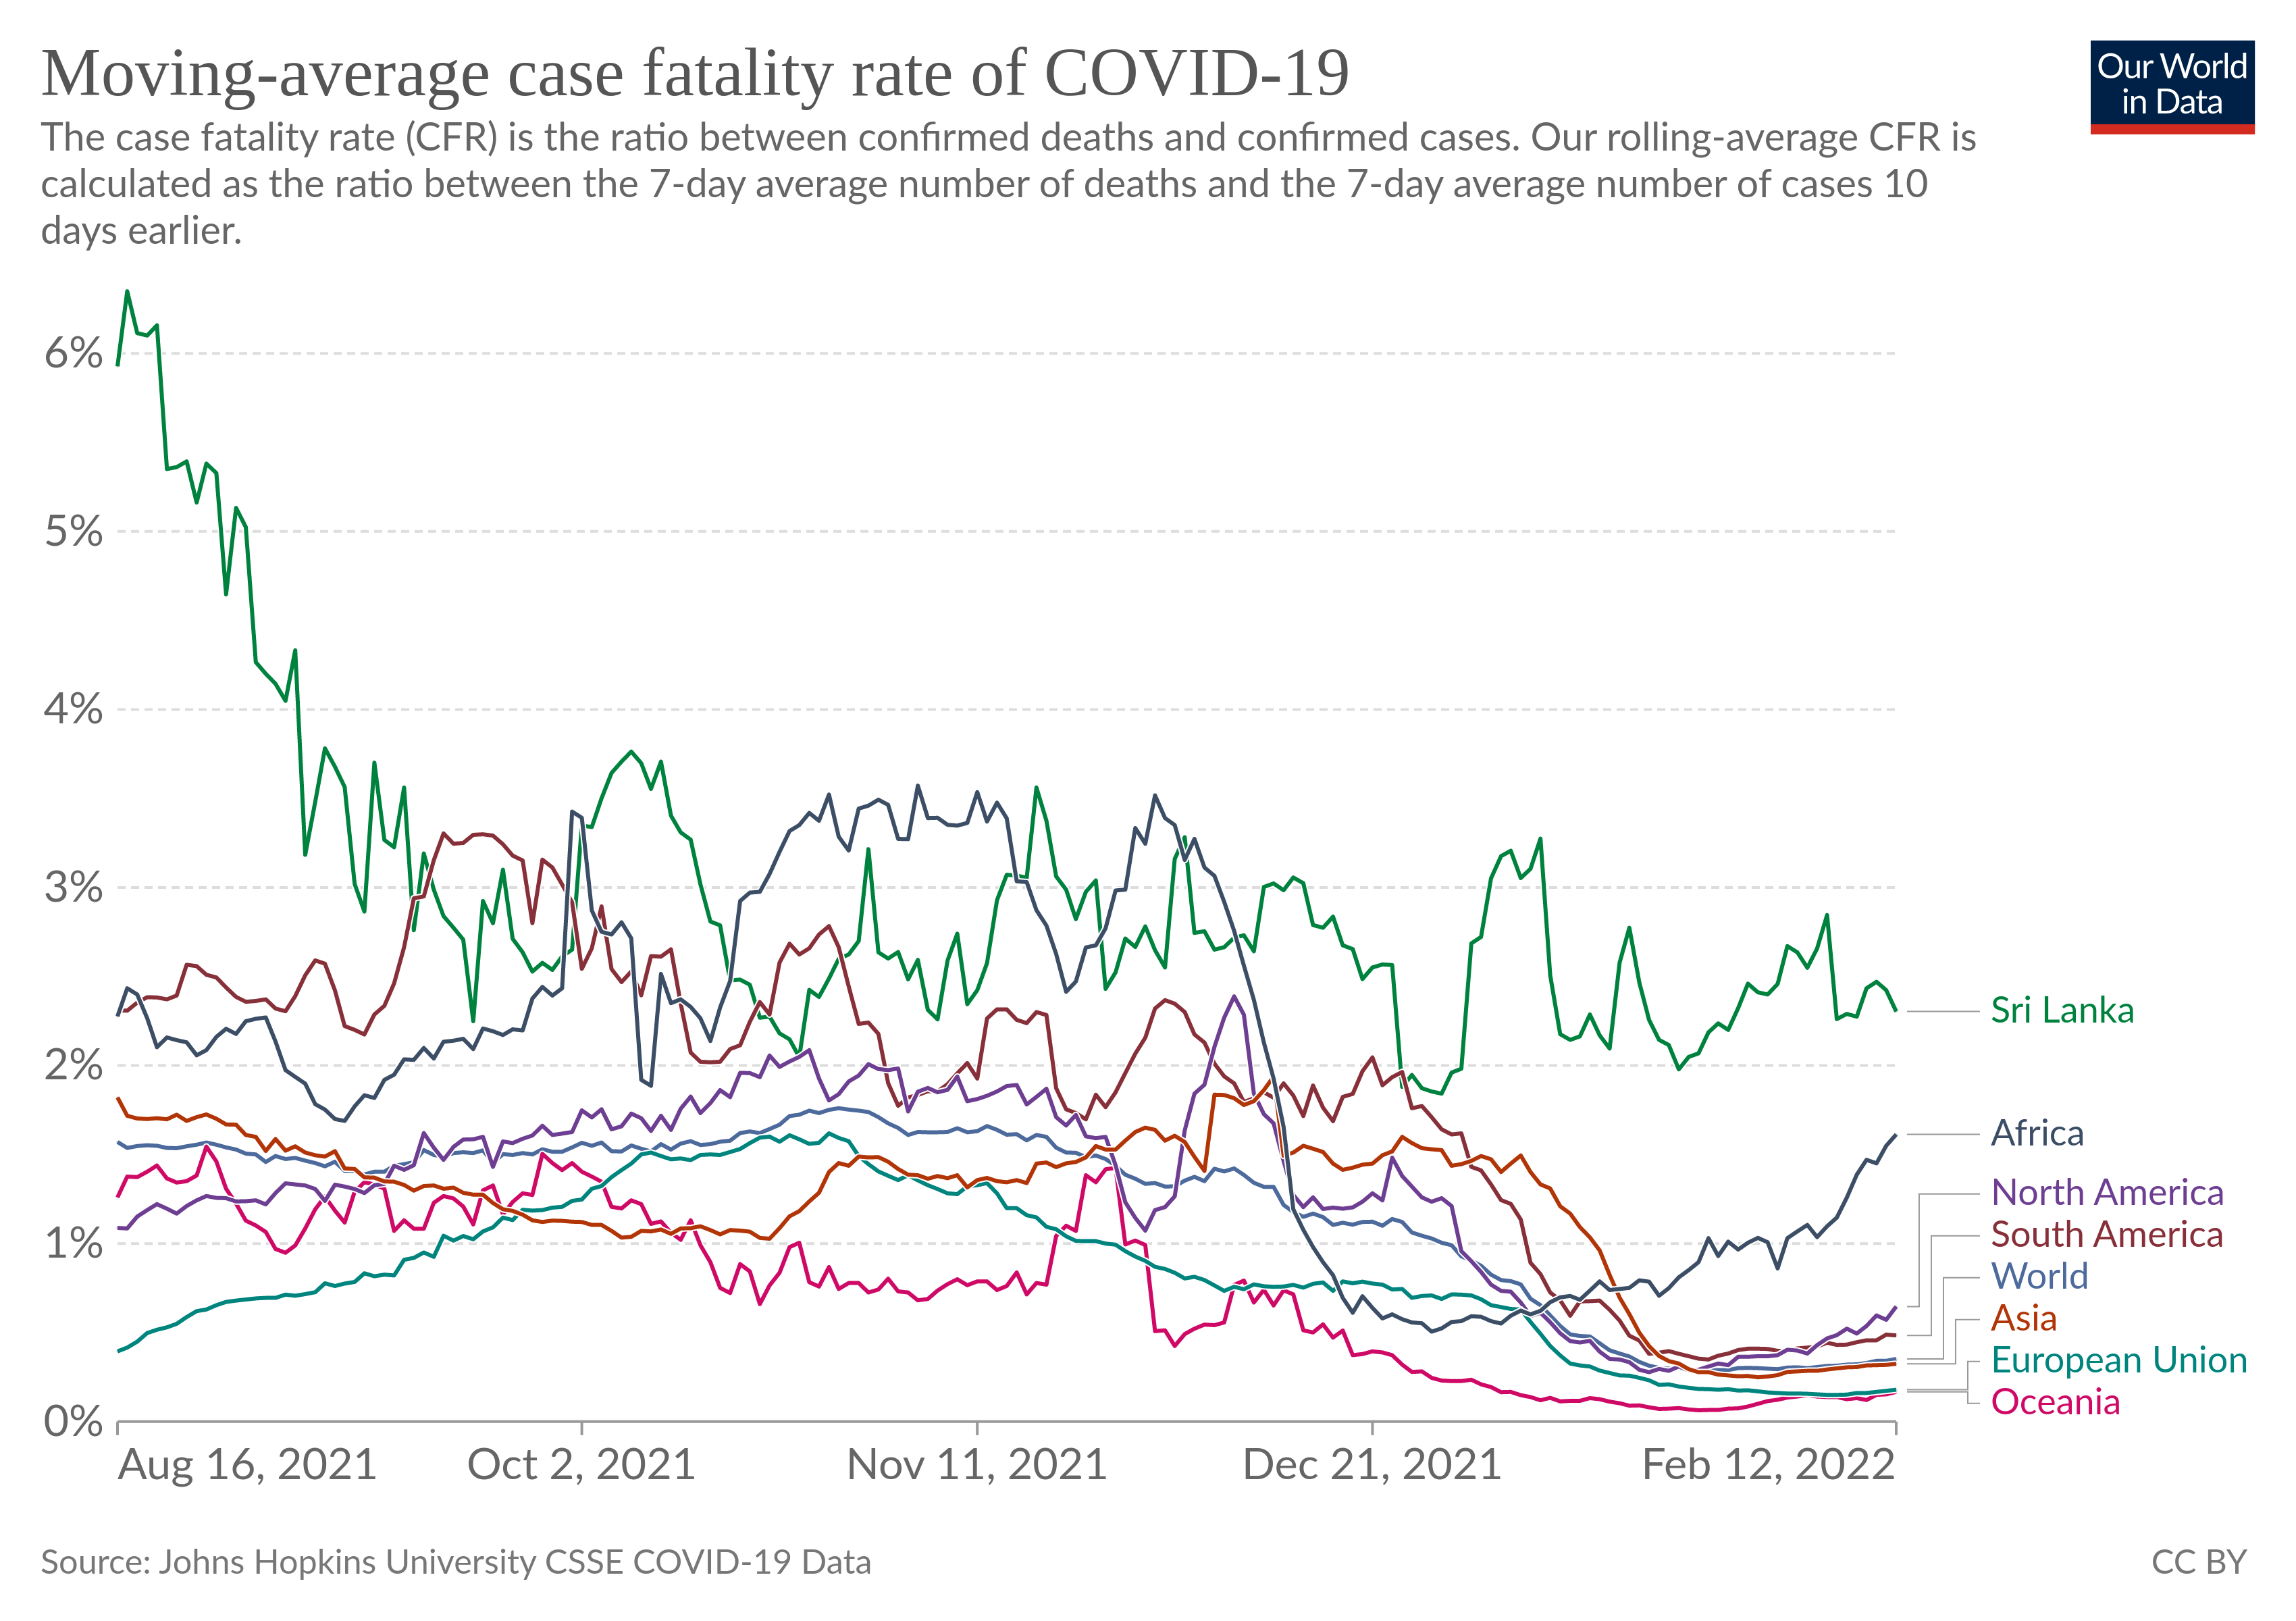 Moving-average case fatality rate of COVID-19
Our World
in Data
The case fatality rate (CFR) is the ratio between confirmed deaths and confirmed cases. Our rolling-average CFR is
calculated as the ratio between the 7-day average number of deaths and the 7-day average number of cases 10
days earlier.
6%
5%
4%
3%
2%
1%
0%
Sri Lanka
Africa
North America
South America
World
Asia
European Union
Oceania
Aug 16, 2021
Oct 2, 2021
Nov 11, 2021
Dec 21, 2021
Feb 12, 2022
Source: Johns Hopkins University CSSE COVID-19 Data
CC BY